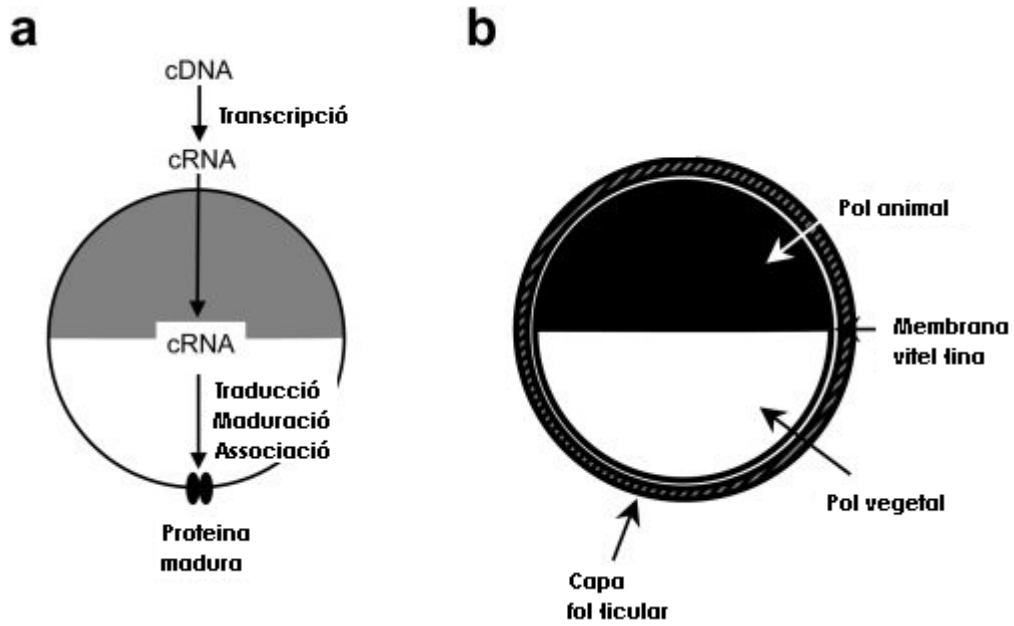 a
cDNA
Transcripció
cRNA
cRNA
Traducció
Maduració
Associació
Proteina
madura
b
Pol animal
Membrana
vitel lina
Pol vegetal
Capa
fol licular